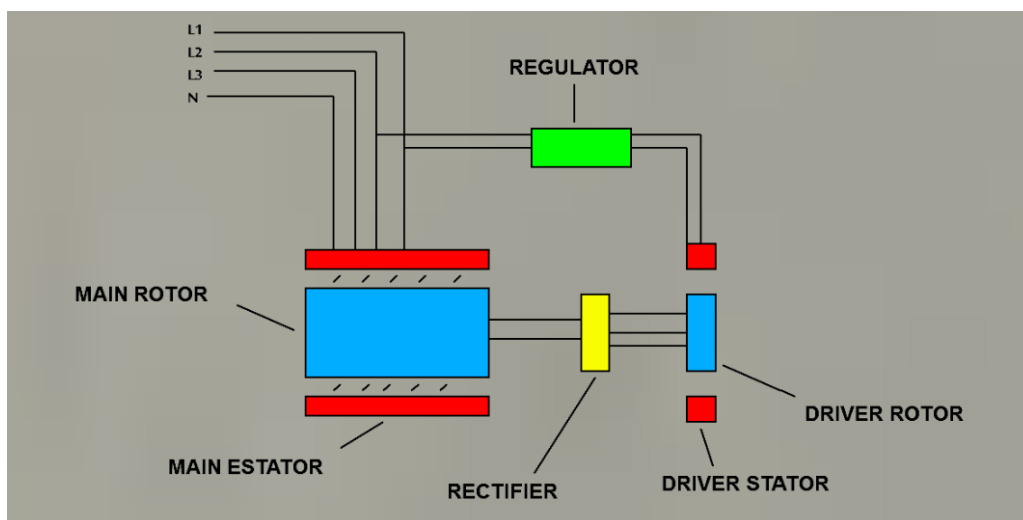 L1
L2
L3
N
REGULATOR
MAIN ROTOR
MAIN ESTATOR
RECTIFIER
DRIVER STATOR
DRIVER ROTOR